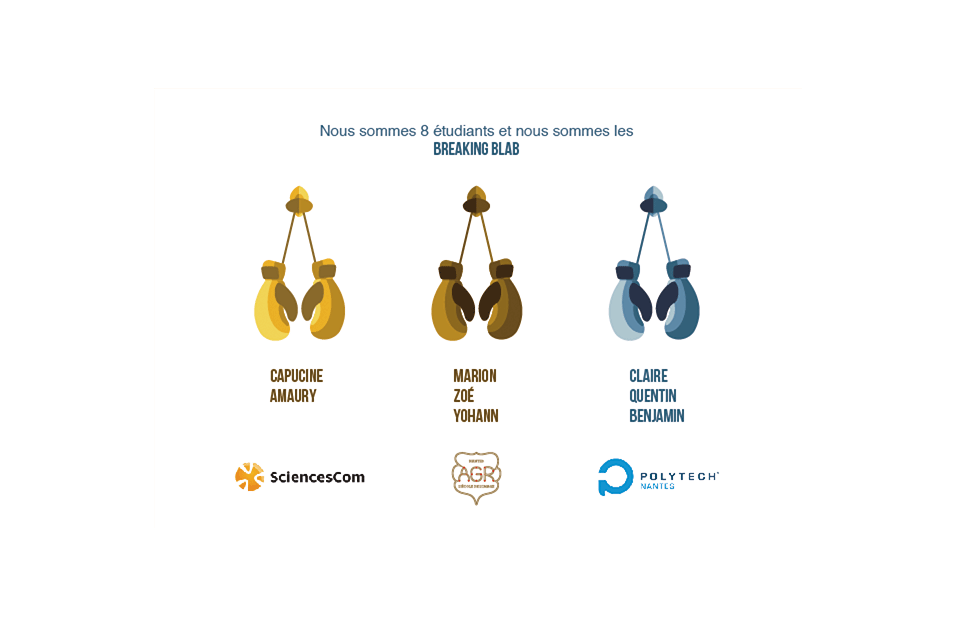 Nous sommes 8 étudiants et nous sommes les
BREAKING BLAB
CAPUCINE
AMAURY
MARION
ZOÉ
YOHANN
CLAIRE
QUENTIN
BENJAMIN
SciencesCom
AGR
POLYTECH
NANTES